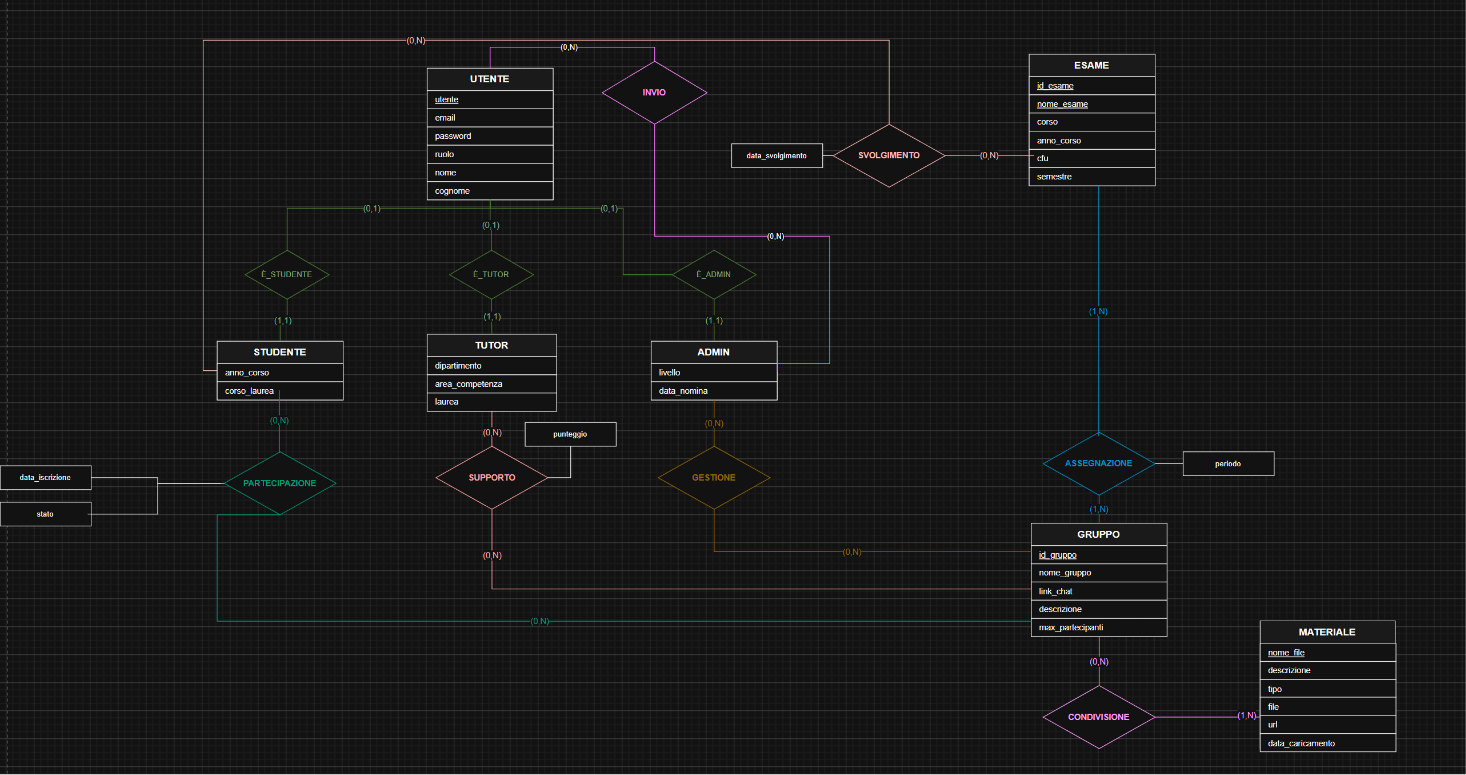 (0,N)
(0,N)
UTENTE
utente
email
password
ruolo
nome
cognome
INVIO
ESAME
id_esame
nome_esame
corso
anno_corso
cfu
semestre
data_svolgimento
SVOLGIMENTO
(0,N)
(0,1)
(0,1)
(0,1)
(0,N)
È_STUDENTE
È_TUTOR
È_ADMIN
(1,1)
(1,1)
(1,1)
(1,N)
STUDENTE
anno_corso
corso_laurea
TUTOR
dipartimento
area_competenza
laurea
ADMIN
livello
data_nomina
(0,N)
(0,N)
(0,N)
punteggio
data_iscrizione
stato
PARTECIPAZIONE
SUPPORTO
GESTIONE
ASSEGNAZIONE
periodo
(1,N)
(0,N)
(0,N)
(0,N)
GRUPPO
id_gruppo
nome_gruppo
link_chat
descrizione
max_partecipanti
(0,N)
CONDIVISIONE
(1,N)
MATERIALE
nome_file
descrizione
tipo
file
url
data_caricamento